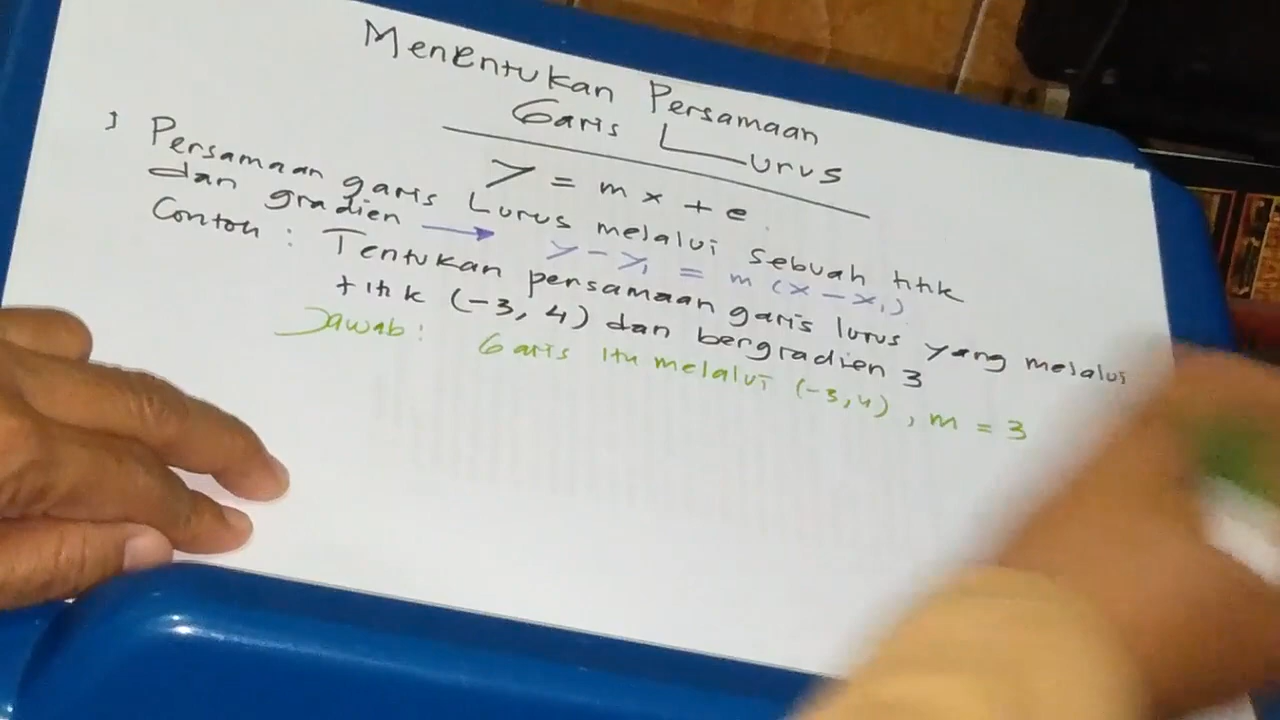 Menentukan Persamaan
Garis Lurus
y = mx + c
1 Persamaan garis Lurus melalui sebuah titik
dan gradien → y - y₁ = m (x - x₁)
Contoh : Tentukan persamaan garis lurus yang melalui
titik (-3, 4) dan bergradien 3
Jawab : Garis itu melalui (-3, 4) , m = 3